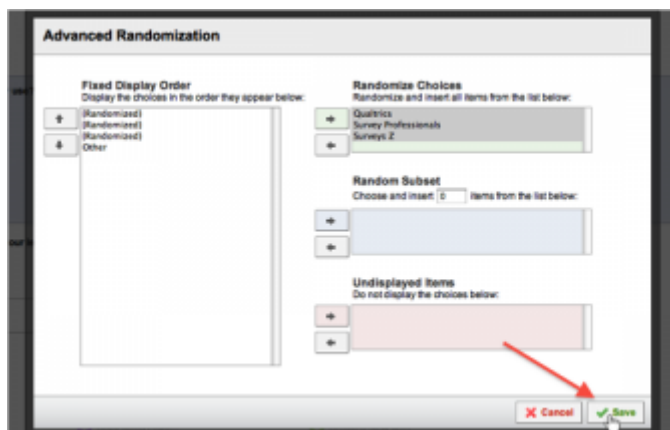 Advanced Randomization
Fixed Display Order
Display the choices in the order they appear below:
(Randomized)
(Randomized)
(Randomized)
Other
Randomize Choices
Randomize and insert all items from the list below:
Qualtrics
Survey Professionals
Surveys Z
Random Subset
Choose and insert 0 items from the list below:
Undisplayed Items
Do not display the choices below:
Cancel
Save